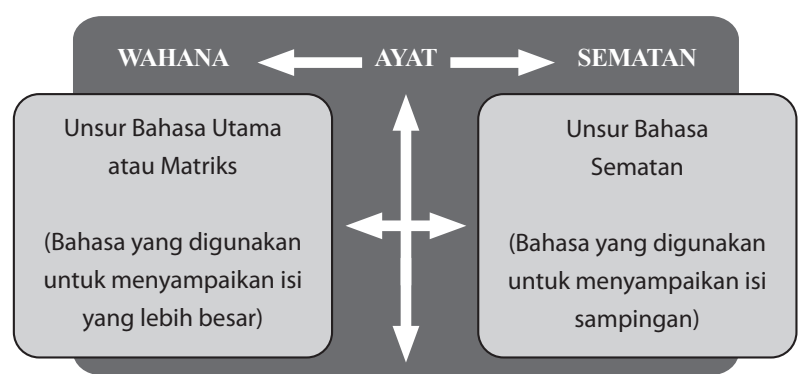 WAHANA AYAT SEMATAN
Unsur Bahasa Utama
atau Matriks
(Bahasa yang digunakan
untuk menyampaikan isi
yang lebih besar)
Unsur Bahasa
Sematan
(Bahasa yang digunakan
untuk menyampaikan isi
sampingan)